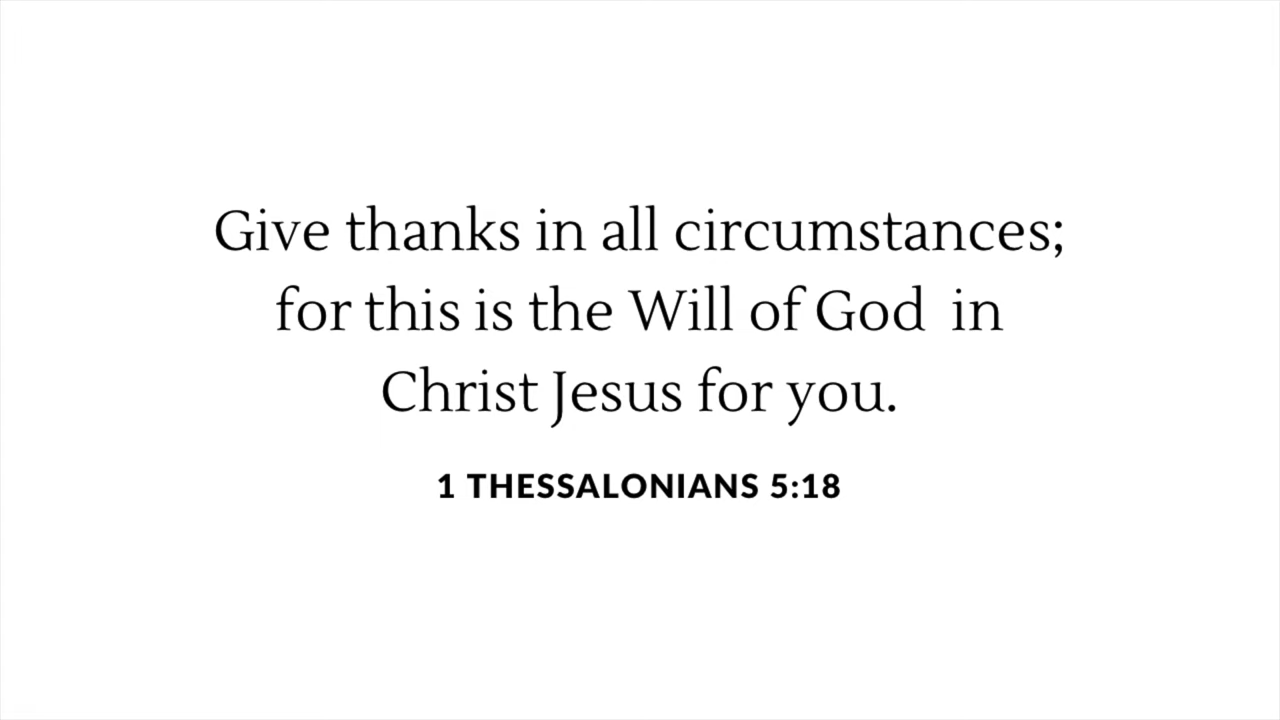 Give thanks in all circumstances;
for this is the Will of God  in
Christ Jesus for you.
1 THESSALONIANS 5:18